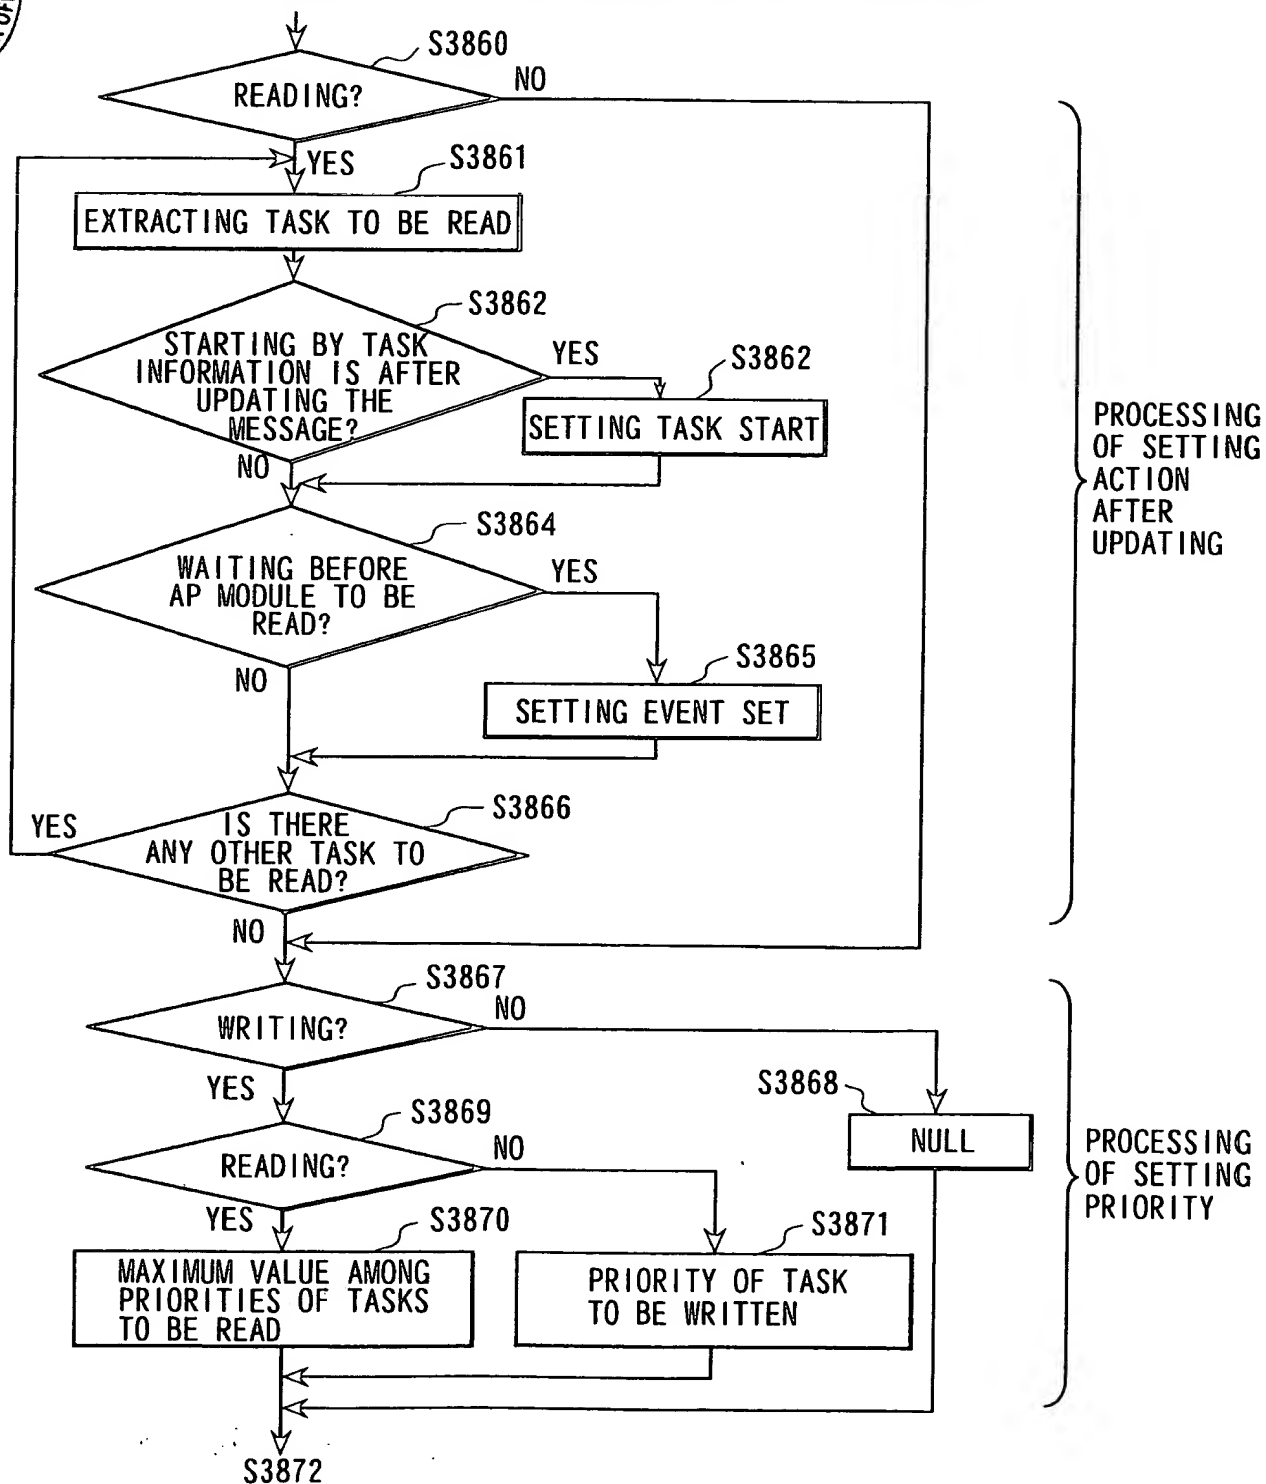 S3860
READING?
NO
YES
S3861
EXTRACTING TASK TO BE READ
S3862
STARTING BY TASK
INFORMATION IS AFTER
UPDATING THE
MESSAGE?
YES
S3862
SETTING TASK START
NO
S3864
WAITING BEFORE
AP MODULE TO BE
READ?
YES
S3865
NO
SETTING EVENT SET
S3866
YES
IS THERE
ANY OTHER TASK TO
BE READ?
NO
PROCESSING
OF SETTING
ACTION
AFTER
UPDATING
S3867
NO
WRITING?
YES
S3868
NULL
S3869
NO
READING?
YES
S3870
MAXIMUM VALUE AMONG
PRIORITIES OF TASKS
TO BE READ
S3871
PRIORITY OF TASK
TO BE WRITTEN
PROCESSING
OF SETTING
PRIORITY
S3872